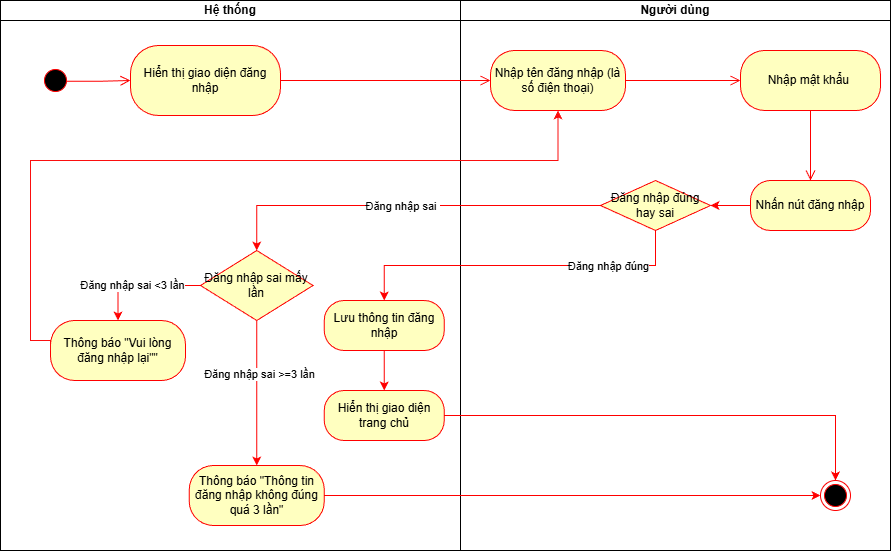 Hệ thống
Người dủng
Hiển thị giao diện đăng
nhập
Nhập tên đăng nhập (là
số điện thoại)
Nhập mật khẩu
Đăng nhập đúng
hay sai
Nhấn nút đăng nhập
Đăng nhập sai
Đăng nhập đúng
Đăng nhập sai mấy
lần
Đăng nhập sai <3 lần
Lưu thông tin đăng
nhập
Thông báo "Vui lòng
đăng nhập lại""
Đăng nhập sai >=3 lần
Hiển thị giao diện
trang chủ
Thông báo "Thông tin
đăng nhập không đúng
quá 3 lần"